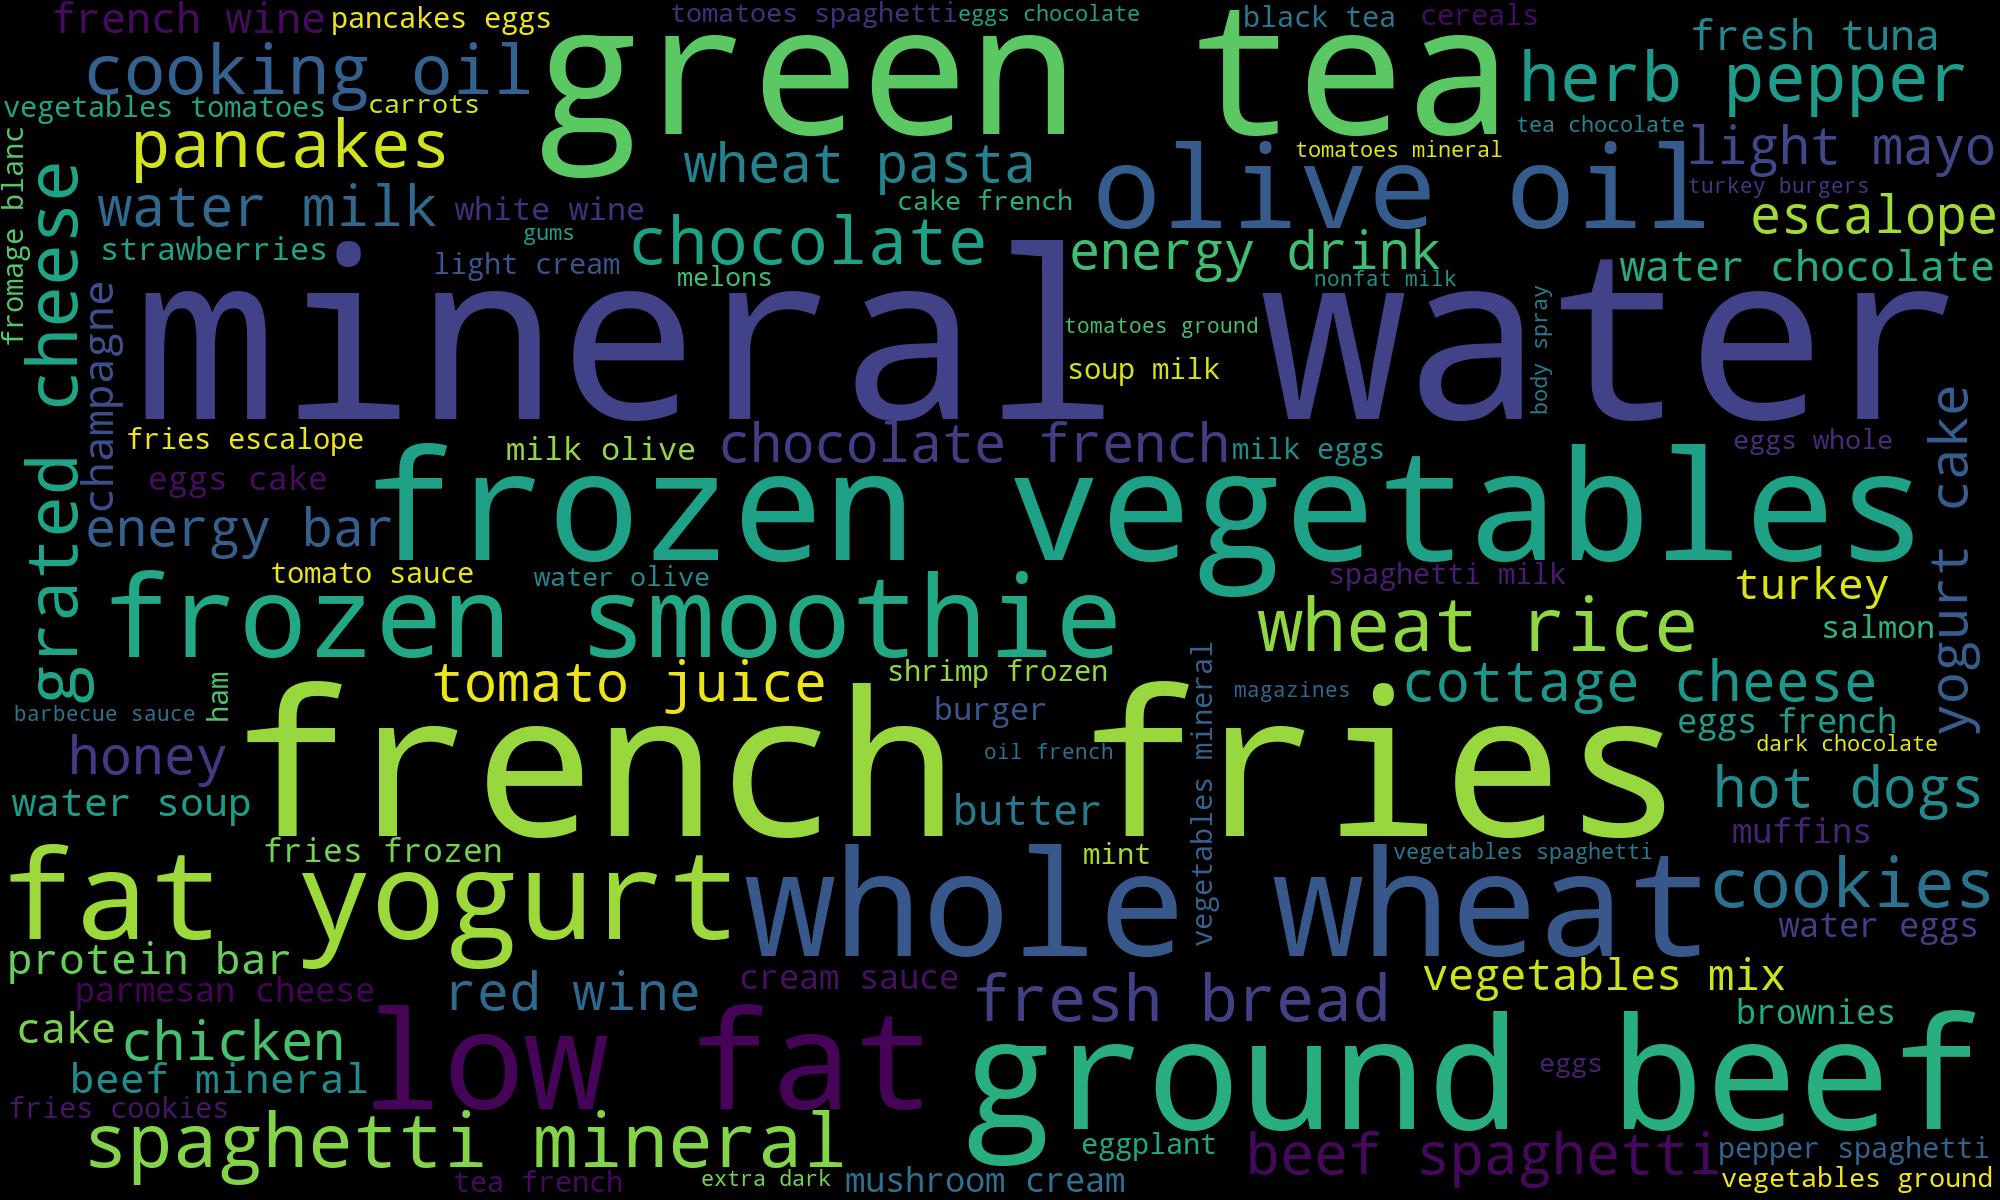 french wine
pancakes eggs
tomatoes spaghetti
eggs chocolate
green tea
black tea
cereals
fresh tuna
cooking oil
herb pepper
vegetables tomatoes
carrots
pancakes
wheat pasta
tomatoes mineral
tea chocolate
light mayo
fromage blanc
grated cheese
water milk
white wine
cake french
olive oil
turkey burgers
escalope
strawberries
gums
chocolate
energy drink
water chocolate
light cream
melons
nonfat milk
champagne
mineral water
tomatoes ground
soup milk
body spray
fries escalope
milk olive
chocolate french
milk eggs
eggs whole
yogurt cake
eggs cake
frozen vegetables
energy bar
tomato sauce
water olive
spaghetti milk
turkey
frozen smoothie
wheat rice
salmon
ham
tomato juice
shrimp frozen
vegetables mineral
magazines
cottage cheese
barbecue sauce
burger
eggs french
honey
french fries
oil french
dark chocolate
water soup
butter
hot dogs
muffins
fries frozen
mint
vegetables spaghetti
fat yogurt
whole wheat
cookies
water eggs
protein bar
parmesan cheese
red wine
cream sauce
fresh bread
vegetables mix
brownies
cake
chicken
low fat
ground beef
eggs
beef mineral
fries cookies
spaghetti mineral
eggplant
beef spaghetti
pepper spaghetti
tea french
extra dark
mushroom cream
vegetables ground